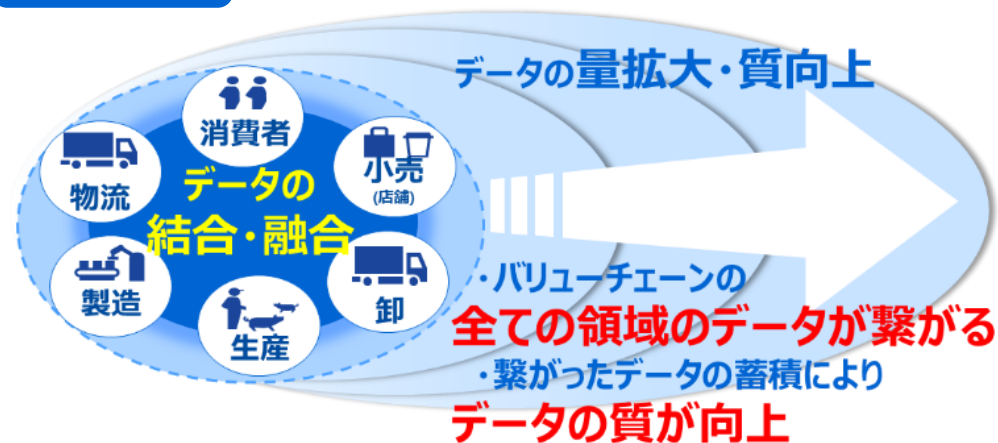 データの量拡大・質向上
消費者
物流
小売
(店舗)
データの
結合・融合
製造
卸
生産
・バリューチェーンの
全ての領域のデータが繋がる
・繋がったデータの蓄積により
データの質が向上